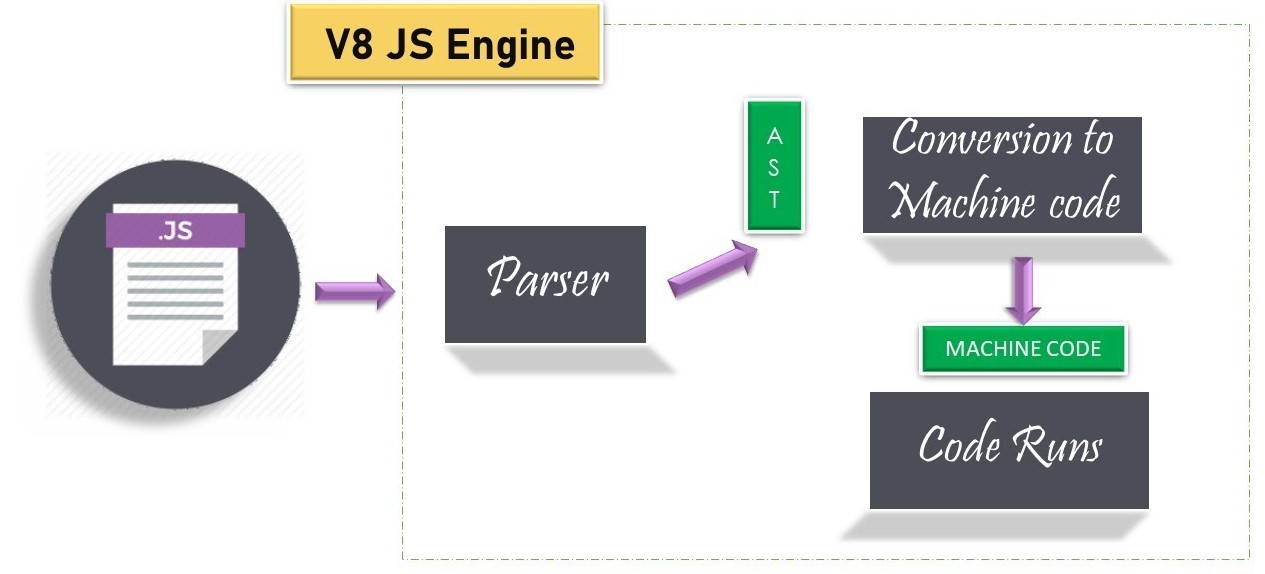 V8 JS Engine
.JS
Parser
A
S
T
Conversion to
Machine code
MACHINE CODE
Code Runs